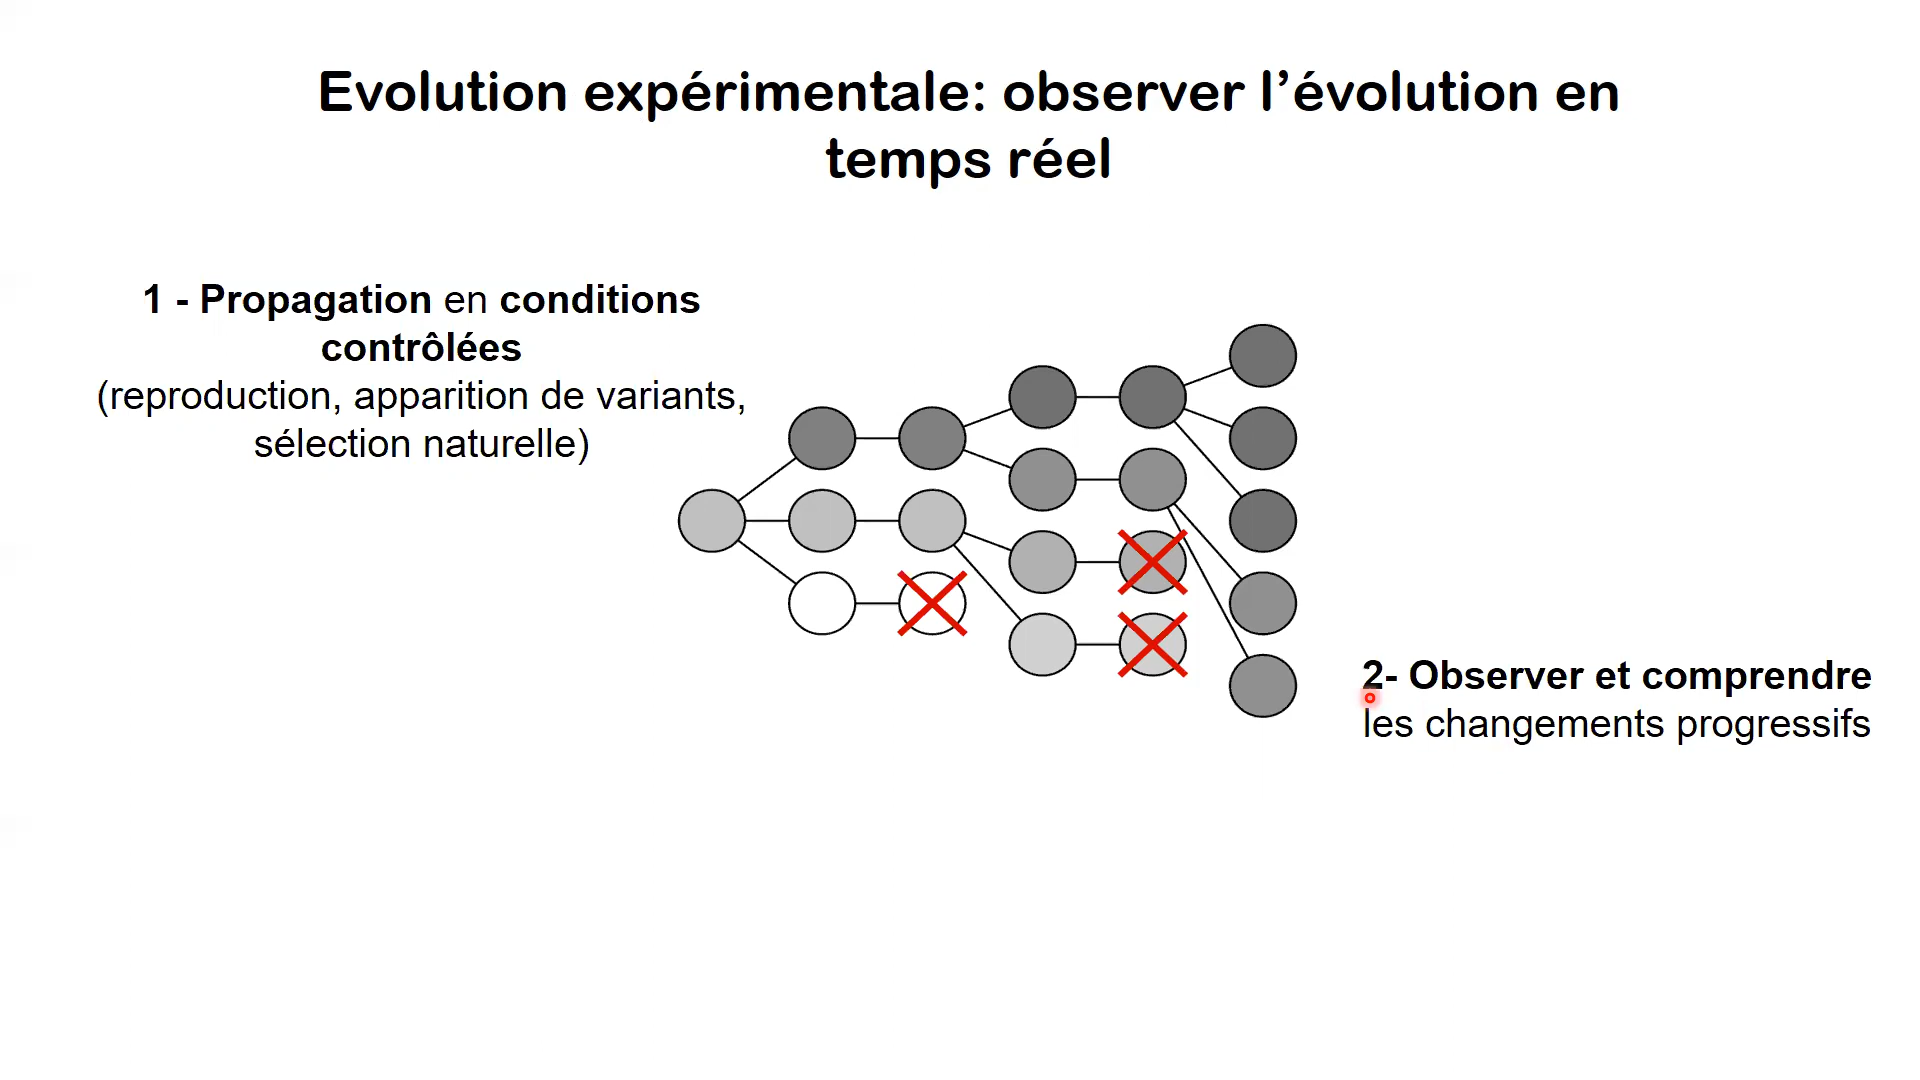 Evolution expérimentale: observer l’évolution en
temps réel
1 - Propagation en conditions
contrôlées
(reproduction, apparition de variants,
sélection naturelle)
2- Observer et comprendre
les changements progressifs